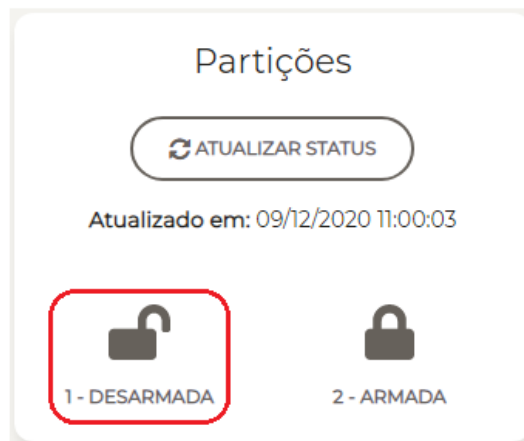 Partições
ATUALIZAR STATUS
Atualizado em: 09/12/2020 11:00:03
1 - DESARMADA
2 - ARMADA